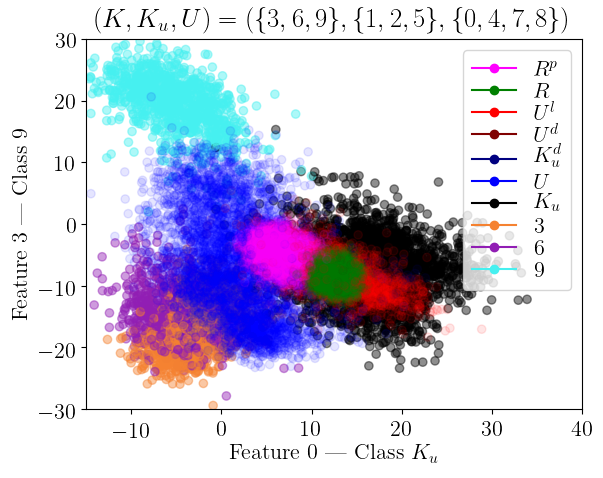 (K, K_u, U) = ({3, 6, 9}, {1, 2, 5}, {0, 4, 7, 8})
30
20
10
0
−10
−20
−30
Feature 3 — Class 9
R^p
R
U^l
U^d
K_u^d
U
K_u
3
6
9
−10
0
10
20
30
40
Feature 0 — Class K_u